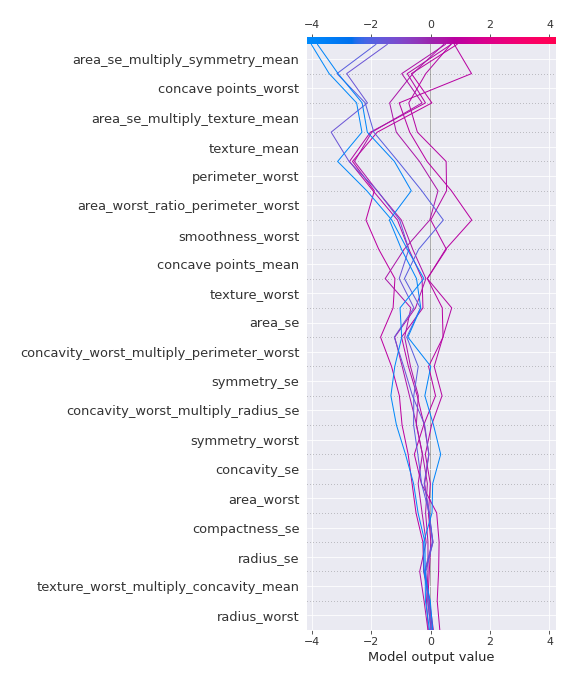 −4 −2 0 2 4
area_se_multiply_symmetry_mean
concave points_worst
area_se_multiply_texture_mean
texture_mean
perimeter_worst
area_worst_ratio_perimeter_worst
smoothness_worst
concave points_mean
texture_worst
area_se
concavity_worst_multiply_perimeter_worst
symmetry_se
concavity_worst_multiply_radius_se
symmetry_worst
concavity_se
area_worst
compactness_se
radius_se
texture_worst_multiply_concavity_mean
radius_worst
−4 −2 0 2 4
Model output value